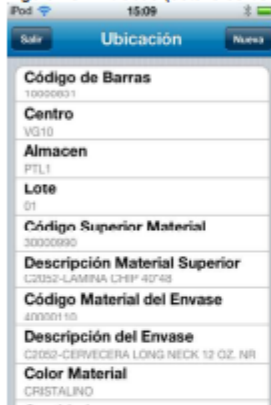 iPod 15:09
Salir Ubicación Nueva
Código de Barras
10000831
Centro
VG10
Almacen
PTL1
Lote
01
Código Superior Material
30000990
Descripción Material Superior
C2052-LAMINA CHIP 40*48
Código Material del Envase
40000110
Descripción del Envase
C2052-CERVECERA LONG NECK 12 OZ. NR
Color Material
CRISTALINO